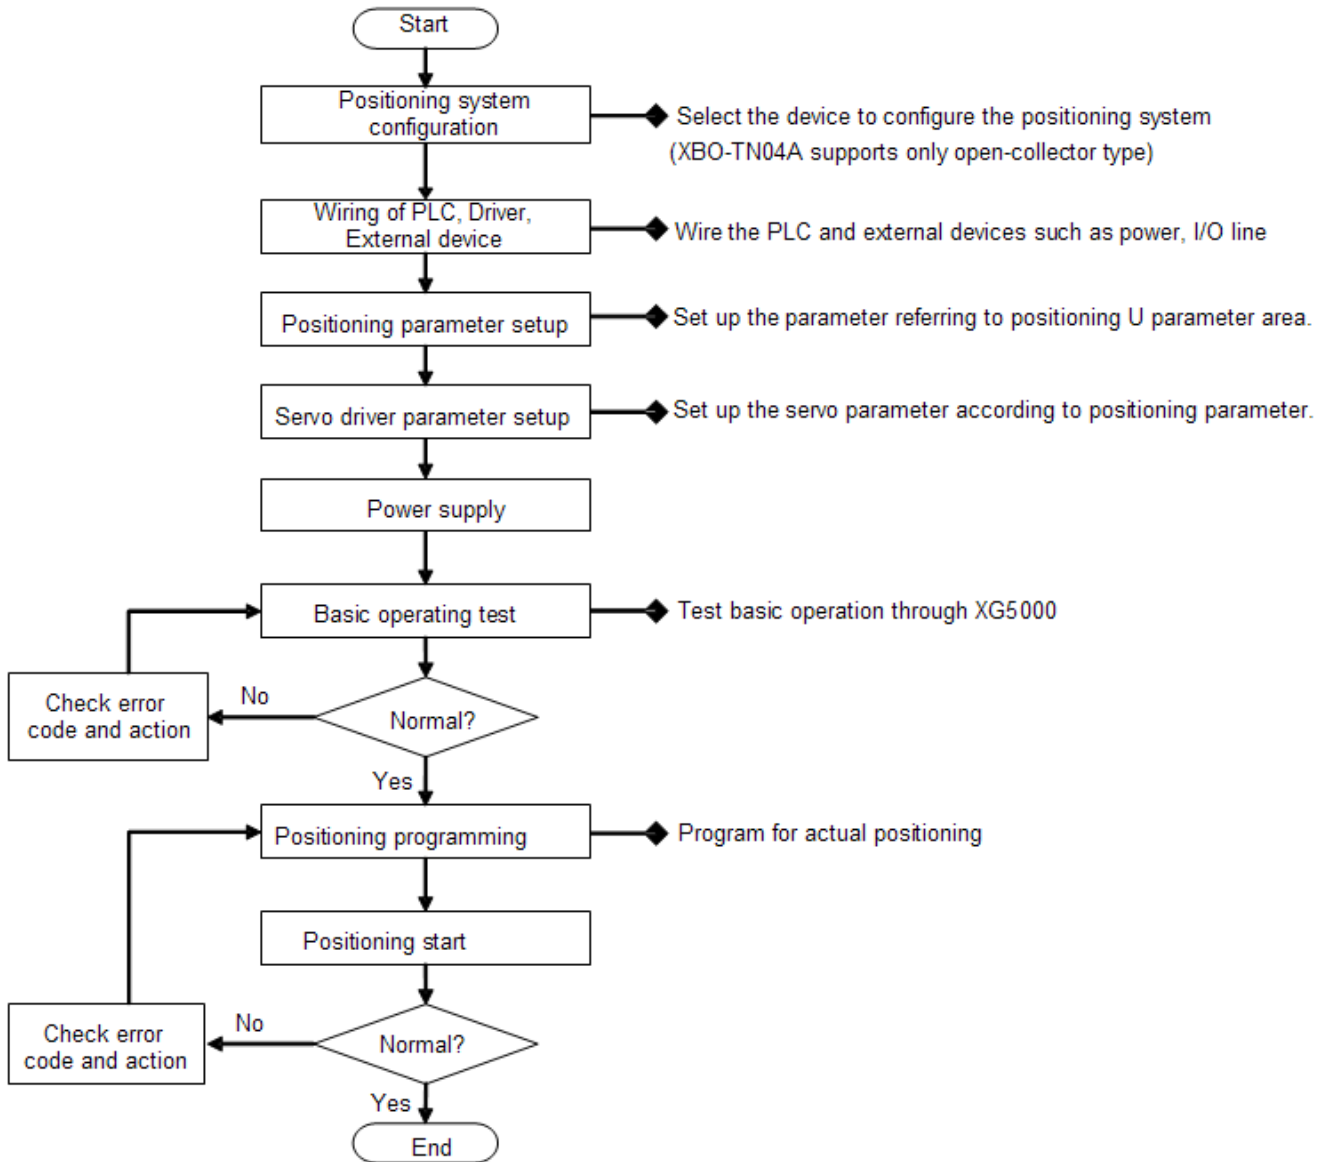 Start
Positioning system
configuration
Select the device to configure the positioning system
(XBO-TN04A supports only open-collector type)
Wiring of PLC, Driver,
External device
Wire the PLC and external devices such as power, I/O line
Positioning parameter setup
Set up the parameter referring to positioning U parameter area.
Servo driver parameter setup
Set up the servo parameter according to positioning parameter.
Power supply
Basic operating test
Test basic operation through XG5000
Check error
code and action
No
Normal?
Yes
Positioning programming
Program for actual positioning
Positioning start
Check error
code and action
No
Normal?
Yes
End